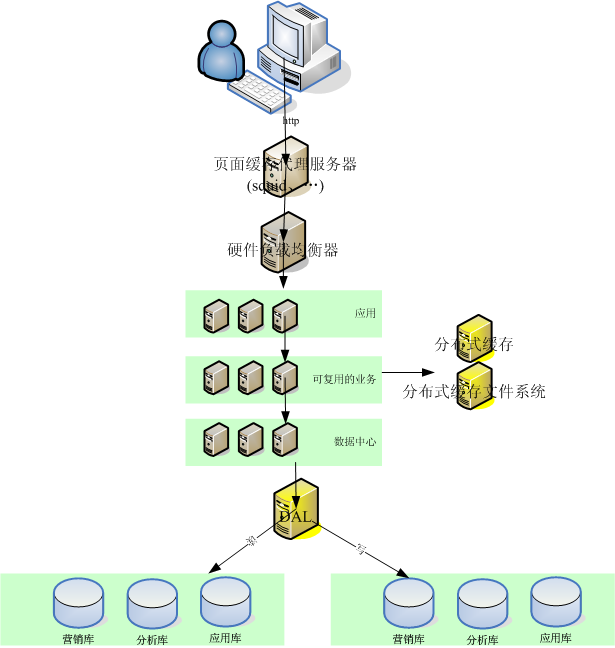 http
页面缓存代理服务器
(squid、…)
硬件负载均衡器
应用
可复用的业务
分布式缓存
分布式缓存文件系统
数据中心
DAL
读
写
营销库
分析库
应用库
营销库
分析库
应用库